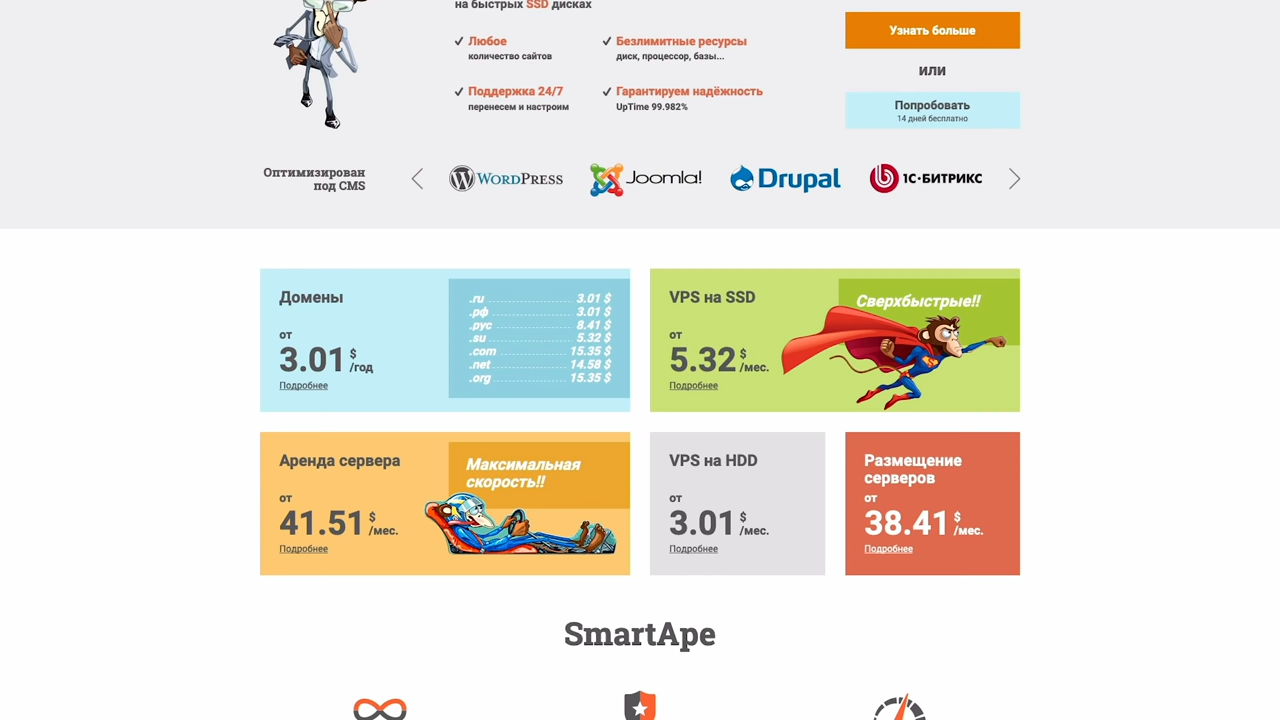 на быстрых SSD дисках
✓ Любое
количество сайтов
✓ Безлимитные ресурсы
диск, процессор, базы...
✓ Поддержка 24/7
перенесем и настроим
✓ Гарантируем надёжность
UpTime 99.982%
Узнать больше
или
Попробовать
14 дней бесплатно
Оптимизирован
под CMS
WORDPRESS
Joomla!
Drupal
1С·БИТРИКС
Домены
от
3.01 $ /год
Подробнее
.ru 3.01 $
.рф 3.01 $
.рус 8.41 $
.su 5.32 $
.com 15.35 $
.net 14.58 $
.org 15.35 $
VPS на SSD
от
5.32 $ /мес.
Подробнее
Сверхбыстрые!!
Аренда сервера
от
41.51 $ /мес.
Подробнее
Максимальная
скорость!!
VPS на HDD
от
3.01 $ /мес.
Подробнее
Размещение
серверов
от
38.41 $ /мес.
Подробнее
SmartApe